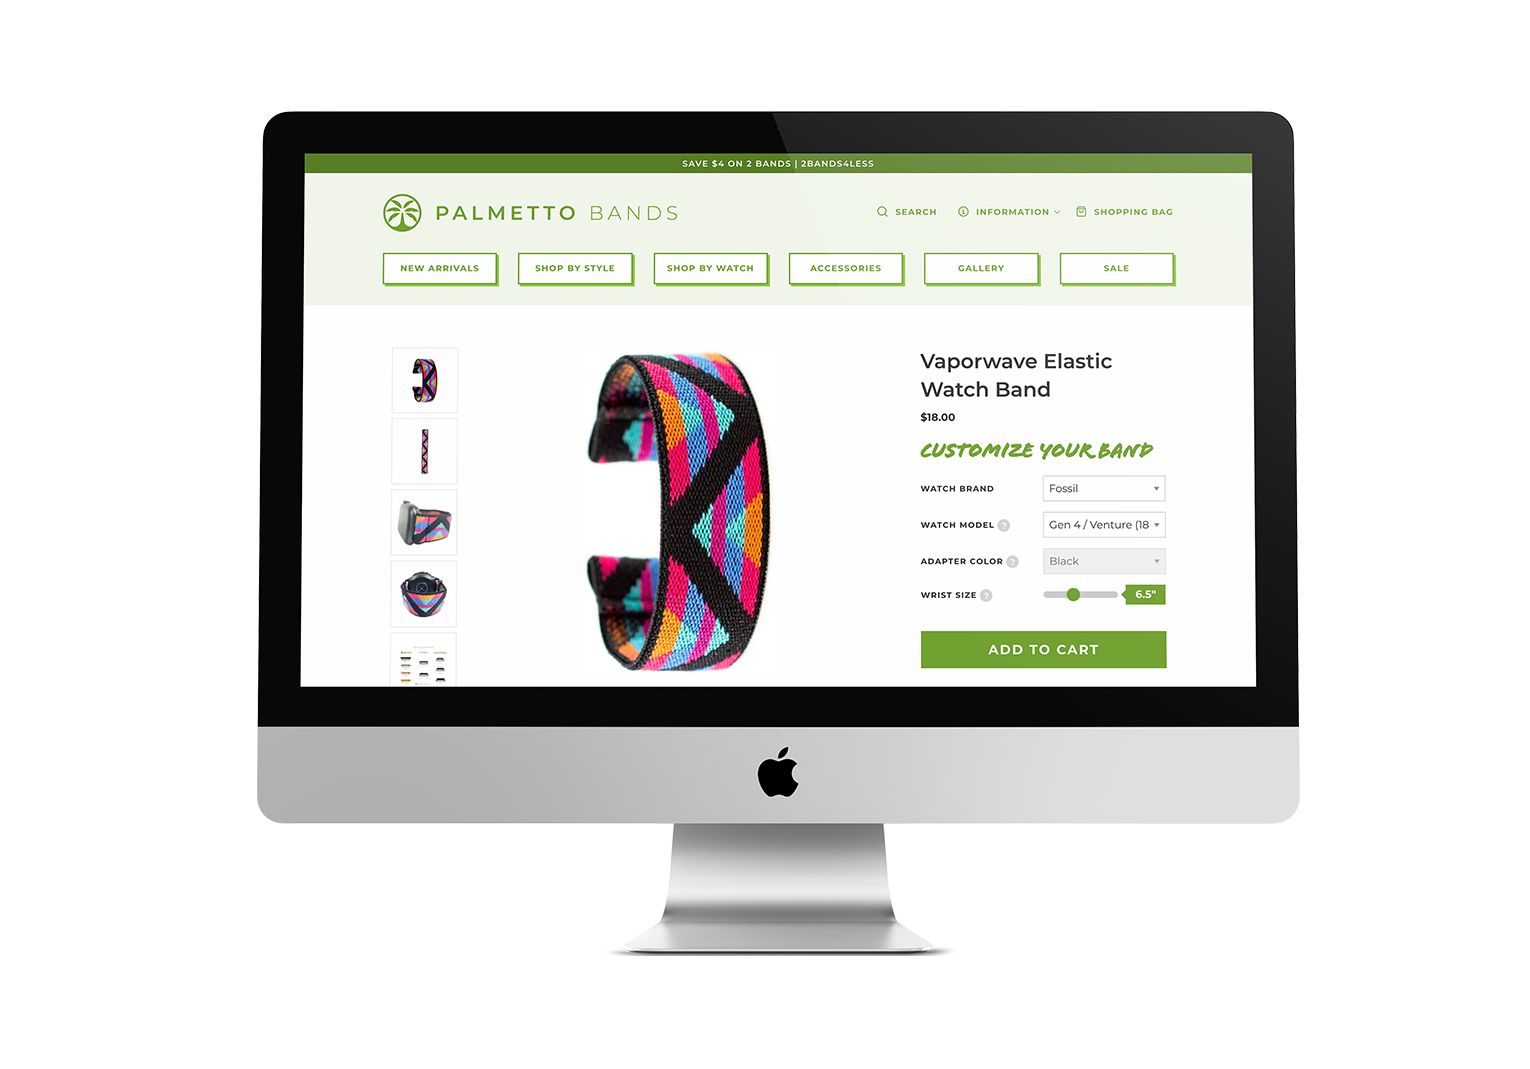 SAVE $4 ON 2 BANDS | 2BANDS4LESS
PALMETTO BANDS
SEARCH
INFORMATION
SHOPPING BAG
NEW ARRIVALS
SHOP BY STYLE
SHOP BY WATCH
ACCESSORIES
GALLERY
SALE
Vaporwave Elastic
Watch Band
$18.00
CUSTOMIZE YOUR BAND
WATCH BRAND
Fossil
WATCH MODEL ?
Gen 4 / Venture (18
ADAPTER COLOR ?
Black
WRIST SIZE ?
6.5"
ADD TO CART